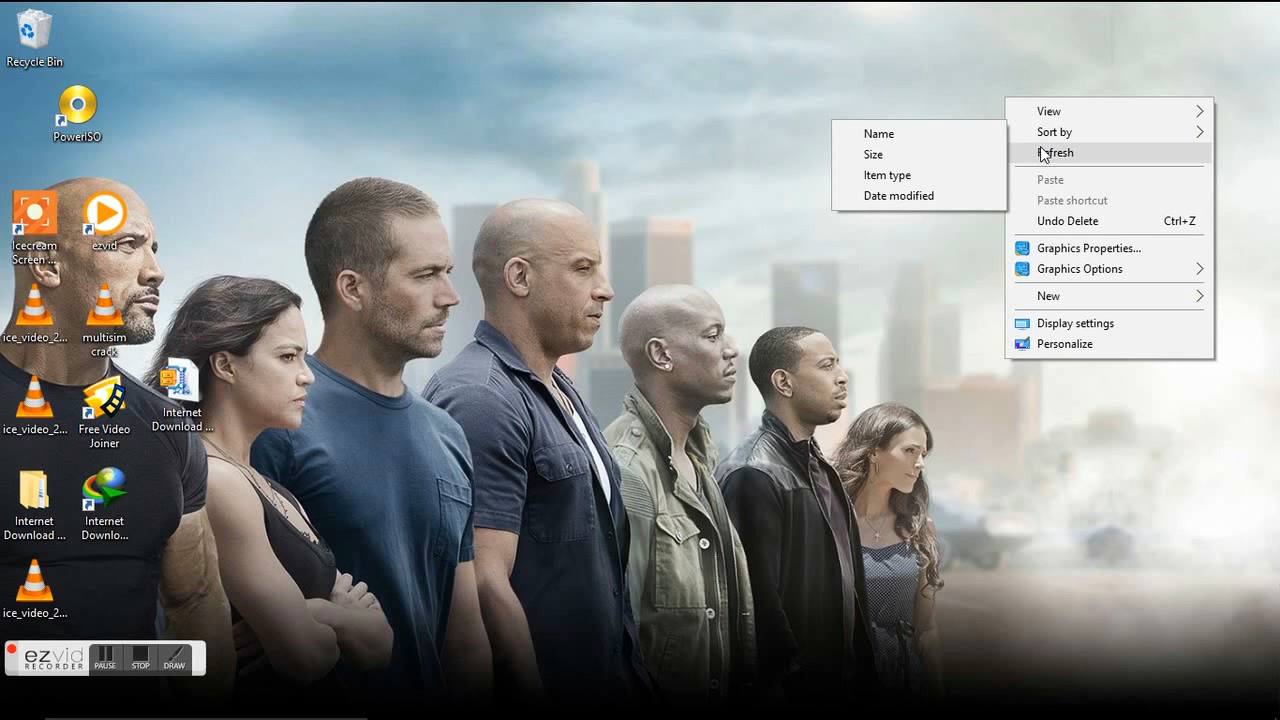 Recycle Bin
PowerISO
Icecream
Screen ...
ezvid
ice_video_2...
multisim
crack
ice_video_2...
Free Video
Joiner
Internet
Download ...
Internet
Download ...
Internet
Downlo...
ice_video_2...
ezvid
RECORDER
PAUSE
STOP
DRAW
Name
Size
Item type
Date modified
View
Sort by
Refresh
Paste
Paste shortcut
Undo Delete Ctrl+Z
Graphics Properties...
Graphics Options
New
Display settings
Personalize